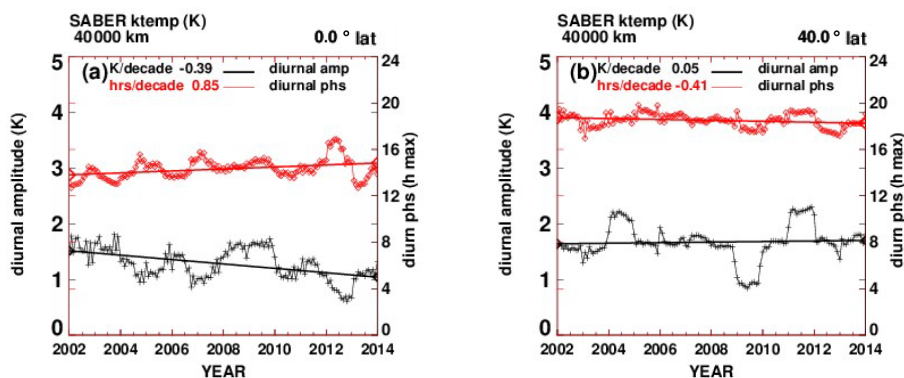 SABER ktemp (K)
40000 km 0.0 ° lat
(a) K/decade -0.39 diurnal amp
hrs/decade 0.85 diurnal phs
5
4
3
2
1
0
diurnal amplitude (K)
24
20
16
12
8
4
0
diurn phs (h max)
2002 2004 2006 2008 2010 2012 2014
YEAR
SABER ktemp (K)
40000 km 40.0 ° lat
(b) K/decade 0.05 diurnal amp
hrs/decade -0.41 diurnal phs
5
4
3
2
1
0
diurnal amplitude (K)
24
20
16
12
8
4
0
diurn phs (h max)
2002 2004 2006 2008 2010 2012 2014
YEAR